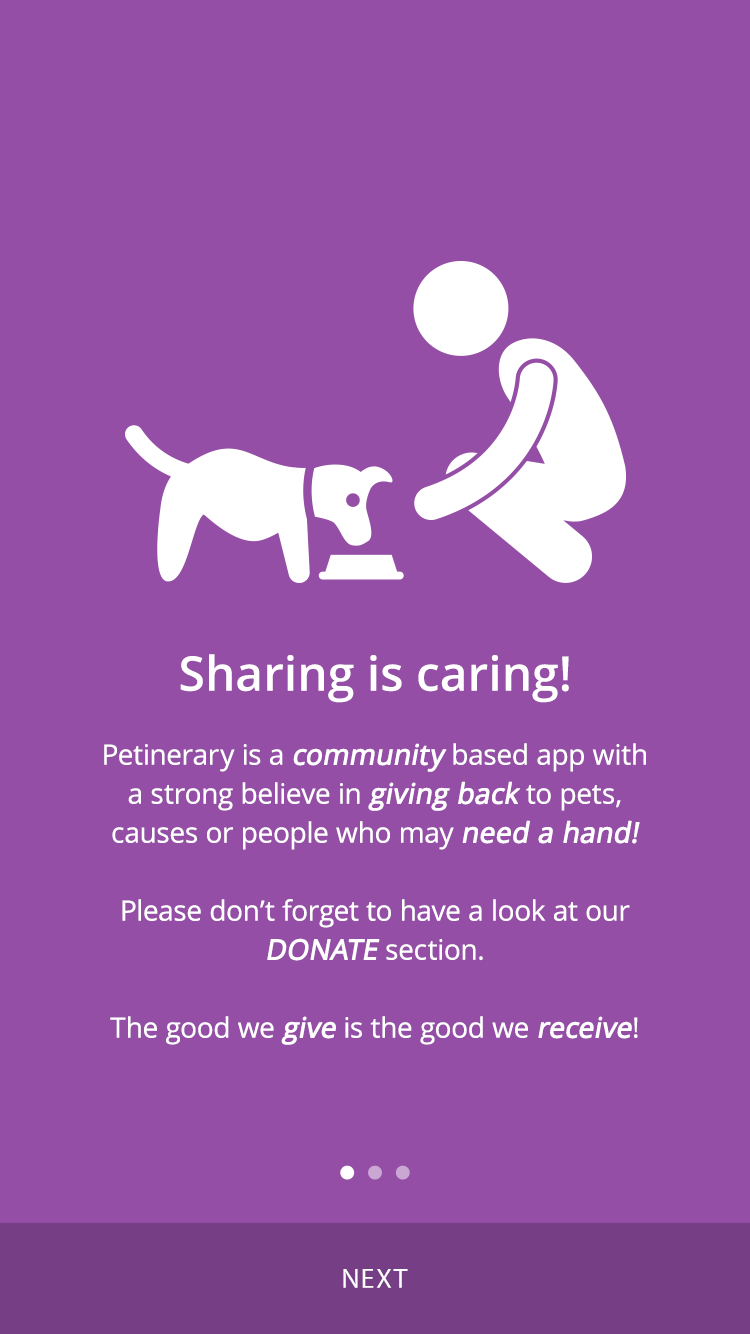 Sharing is caring!
Petinerary is a community based app with
a strong believe in giving back to pets,
causes or people who may need a hand!
Please don’t forget to have a look at our
DONATE section.
The good we give is the good we receive!
NEXT